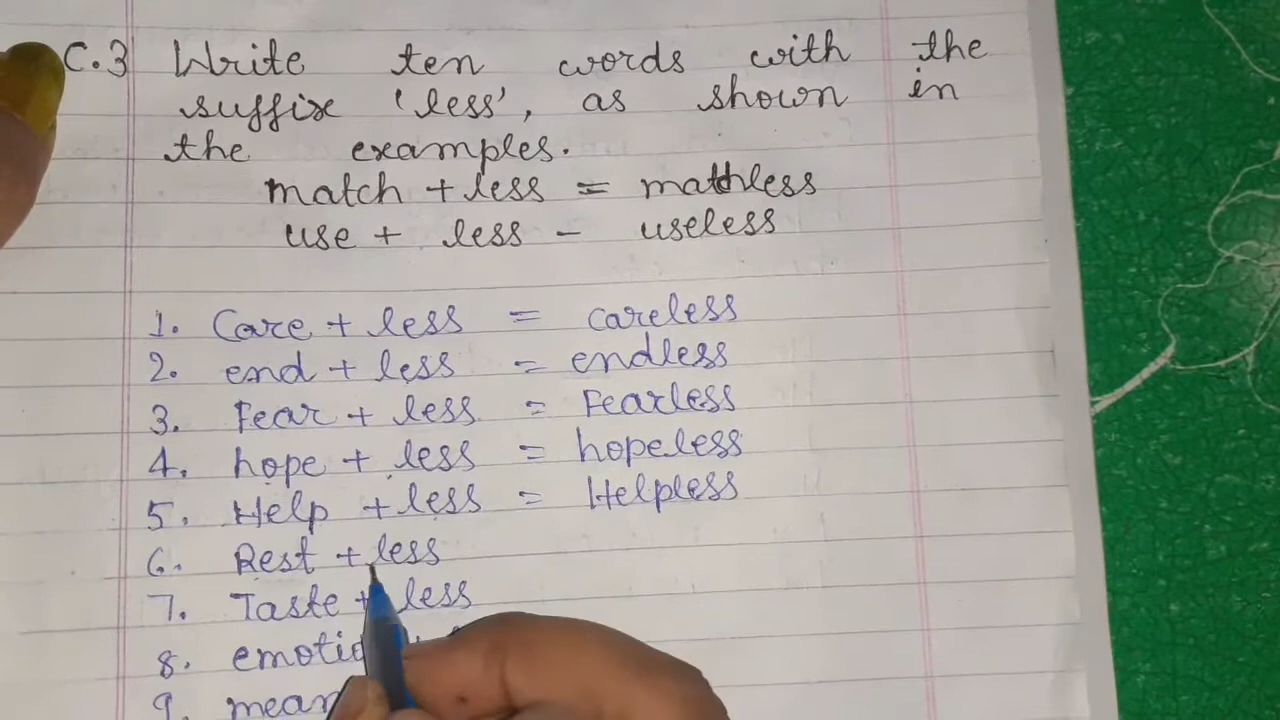 C.3 Write ten words with the
suffix 'less', as shown in
the examples.
match + less = mathless
use + less - useless
1. Care + less = careless
2. end + less = endless
3. Fear + less = Fearless
4. hope + less = hopeless
5. Help + less = Helpless
6. Rest + less
7. Taste + less
8. emotio
9. mean